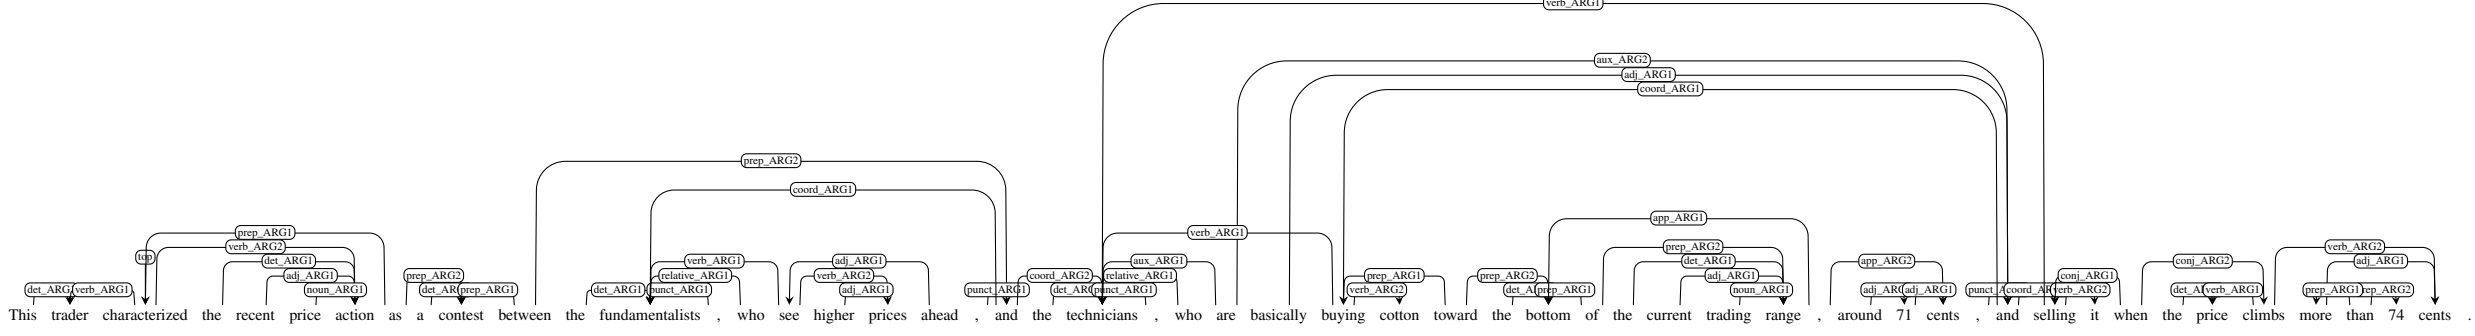 verb_ARG1
aux_ARG2
adj_ARG1
coord_ARG1
prep_ARG2
coord_ARG1
app_ARG1
prep_ARG1 verb_ARG1
verb_ARG2 prep_ARG2 verb_ARG2
top det_ARG1 verb_ARG1 adj_ARG1 aux_ARG1 det_ARG1 app_ARG2 conj_ARG2 adj_ARG1
adj_ARG1 prep_ARG2 relative_ARG1 verb_ARG2 coord_ARG2 relative_ARG1 prep_ARG1 prep_ARG2 adj_ARG1 conj_ARG1
verb_ARG1 noun_ARG1 prep_ARG1 det_ARG1 punct_ARG1 adj_ARG1 punct_ARG1 punct_ARG1 verb_ARG2 prep_ARG1 noun_ARG1 adj_ARG1 verb_ARG2 verb_ARG1 prep_ARG1
This trader characterized the recent price action as a contest between the fundamentalists , who see higher prices ahead , and the technicians , who are basically buying cotton toward the bottom of the current trading range , around 71 cents , and selling it when the price climbs more than 74 cents .